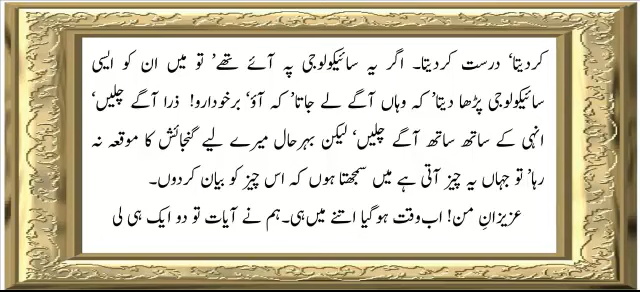 کردیتا‘ درست کردیتا۔ اگر یہ سائیکولوجی پہ آئے تھے‘ تو میں ان کو ایسی
سائیکولوجی پڑھا دیتا‘ کہ وہاں آگے لے جاتا‘ کہ آؤ‘ برخودارو! ذرا آگے چلیں‘
انہی کے ساتھ ساتھ آگے چلیں‘ لیکن بہرحال میرے لیے گنجائش کا موقعہ نہ
رہا‘ تو جہاں یہ چیز آتی ہے میں سمجھتا ہوں کہ اس چیز کو بیان کردوں۔
عزیزانِ من! اب وقت ہوگیا اتنے میں ہی۔ ہم نے آیات تو دو ایک ہی لی